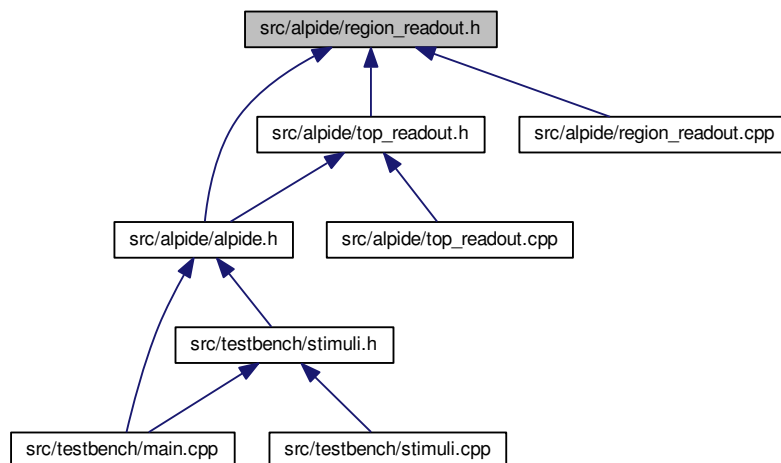 src/alpide/region_readout.h
src/alpide/top_readout.h
src/alpide/region_readout.cpp
src/alpide/alpide.h
src/alpide/top_readout.cpp
src/testbench/stimuli.h
src/testbench/main.cpp
src/testbench/stimuli.cpp